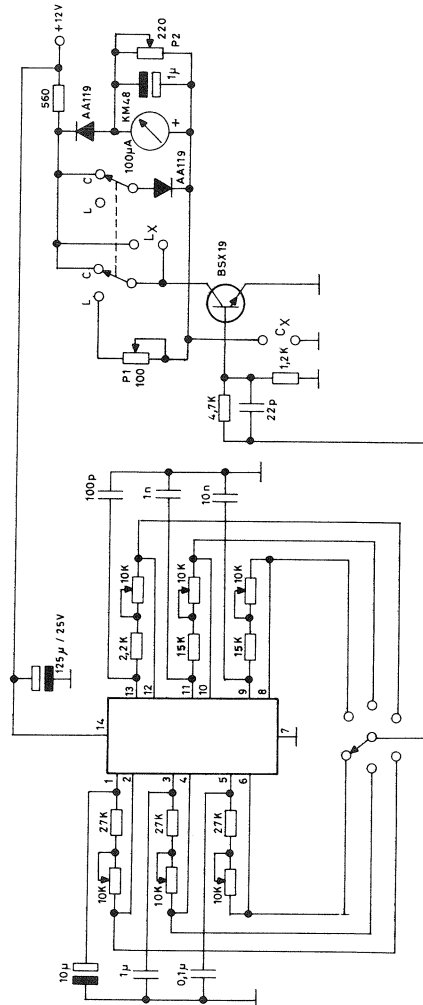 +12V
560
220
P2
1µ
AA119
KM48
100µA
+
AA119
C
L
C
L
LX
P1
100
BSX19
CX
4,7K
22p
1,2K
125µ / 25V
100p
1n
10n
14
13
12
11
10
9
8
7
1
2
3
4
5
6
2,2K
10K
15K
10K
15K
10K
27K
10K
27K
10K
27K
10K
10µ
1µ
0,1µ